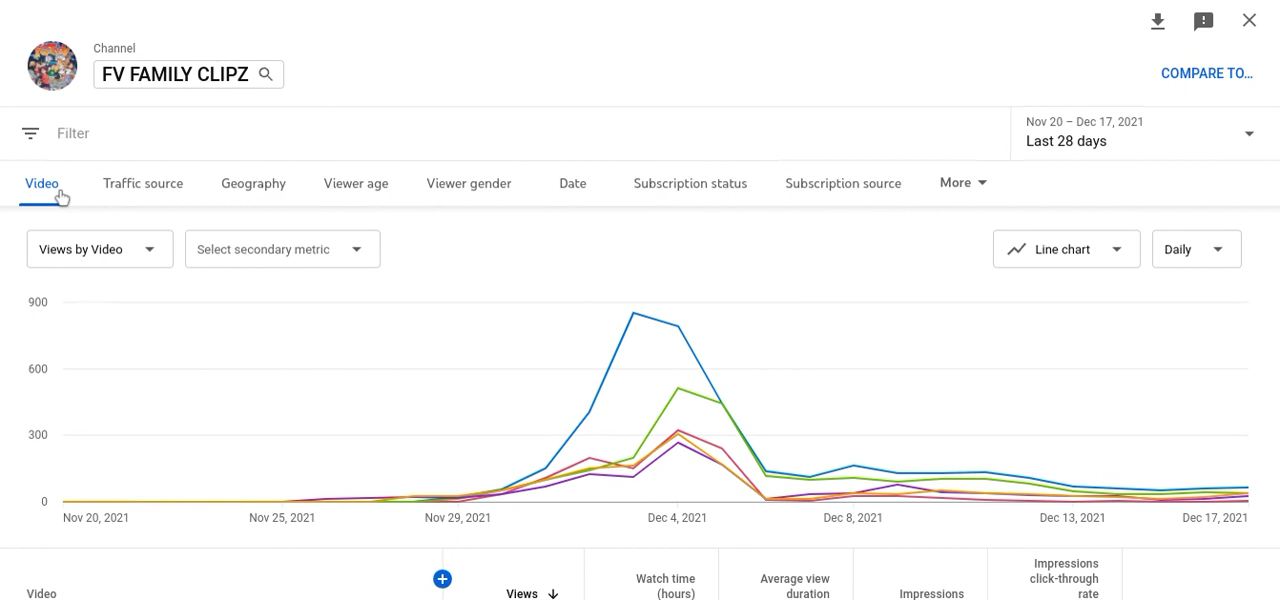 Channel
FV FAMILY CLIPZ
COMPARE TO...
Filter
Nov 20 – Dec 17, 2021
Last 28 days
Video
Traffic source
Geography
Viewer age
Viewer gender
Date
Subscription status
Subscription source
More
Views by Video
Select secondary metric
Line chart
Daily
900
600
300
0
Nov 20, 2021
Nov 25, 2021
Nov 29, 2021
Dec 4, 2021
Dec 8, 2021
Dec 13, 2021
Dec 17, 2021
Video
Views
Watch time
(hours)
Average view
duration
Impressions
Impressions
click-through
rate